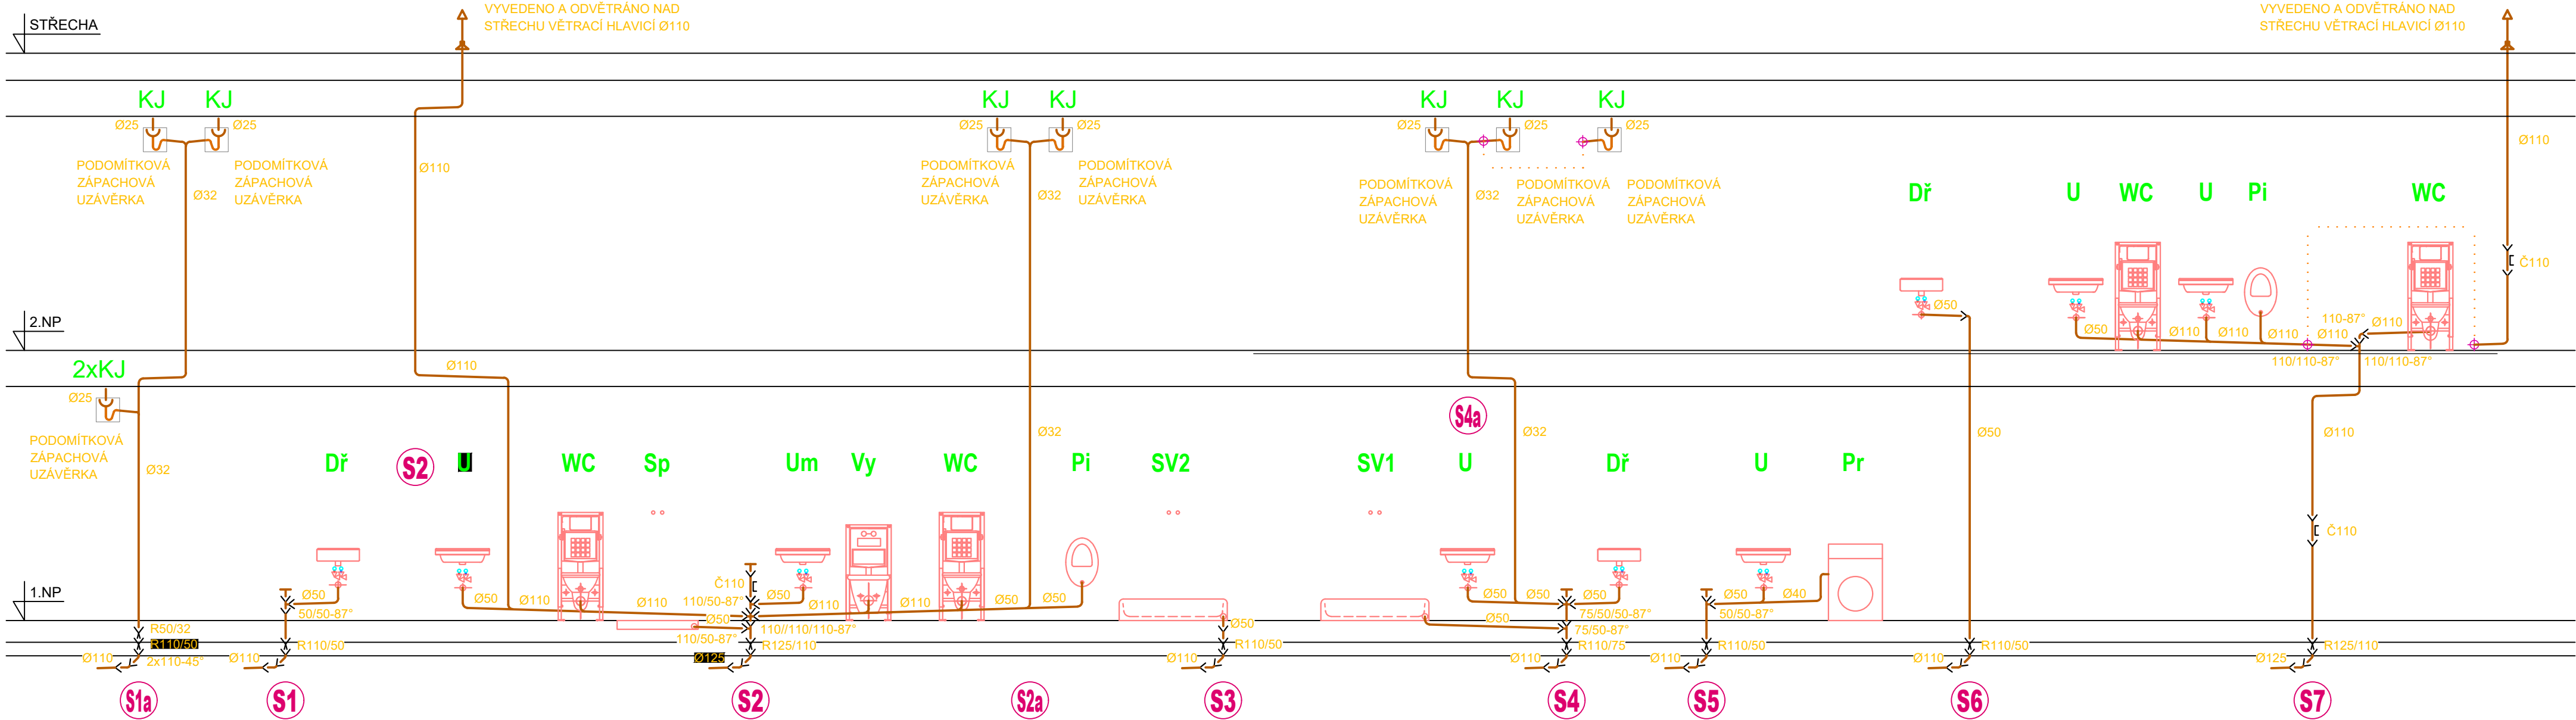 VYVEDENO A ODVĚTRÁNO NAD
STŘECHU VĚTRACÍ HLAVICÍ Ø110
VYVEDENO A ODVĚTRÁNO NAD
STŘECHU VĚTRACÍ HLAVICÍ Ø110
STŘECHA
KJ KJ
KJ KJ
KJ KJ KJ
Ø25 Ø25
Ø25 Ø25
Ø25 Ø25 Ø25
Ø110
Ø110
PODOMÍTKOVÁ
ZÁPACHOVÁ
UZÁVĚRKA
PODOMÍTKOVÁ
ZÁPACHOVÁ
UZÁVĚRKA
PODOMÍTKOVÁ
ZÁPACHOVÁ
UZÁVĚRKA
PODOMÍTKOVÁ
ZÁPACHOVÁ
UZÁVĚRKA
PODOMÍTKOVÁ
ZÁPACHOVÁ
UZÁVĚRKA
PODOMÍTKOVÁ
ZÁPACHOVÁ
UZÁVĚRKA
PODOMÍTKOVÁ
ZÁPACHOVÁ
UZÁVĚRKA
Ø32 Ø32 Ø32
Dř U WC U Pi WC
Č110
Ø50
2.NP
Ø50 Ø110 Ø110 Ø110 Ø110 110-87° Ø110
110/110-87° 110/110-87°
Ø110
2xKJ
Ø25
PODOMÍTKOVÁ
ZÁPACHOVÁ
UZÁVĚRKA
S4a
Ø32 Ø32 Ø32 Ø50 Ø110
Dř S2 U WC Sp Um Vy WC Pi SV2 SV1 U Dř U Pr
Č110
1.NP
Č110
Ø50 Ø50 Ø110 Ø110 110/50-87° Ø50 Ø110 Ø110 Ø50 Ø50 Ø50 Ø50 Ø50 Ø50 Ø40
50/50-87° Ø50 Ø50 Ø50 75/50/50-87° 50/50-87°
R50/32 110/50-87° 110//110/110-87° 75/50-87°
R110/50 R110/50 R125/110 R110/50 R110/75 R110/50 R110/50 R125/110
Ø110 2x110-45° Ø110 Ø125 Ø110 Ø110 Ø110 Ø110 Ø125
S1a S1 S2 S2a S3 S4 S5 S6 S7